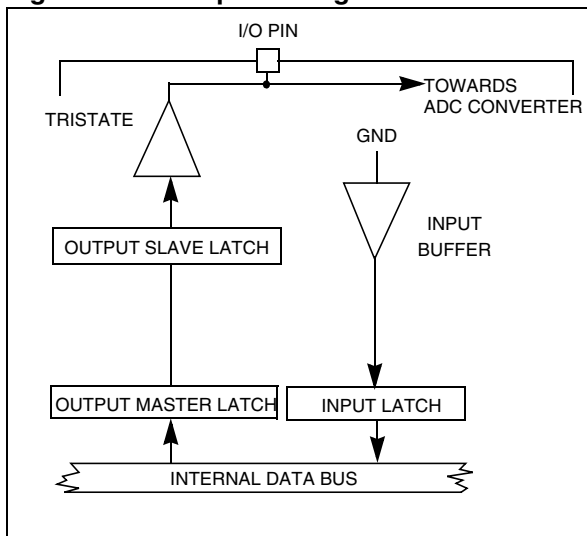 I/O PIN
TOWARDS
ADC CONVERTER
TRISTATE
GND
INPUT
BUFFER
OUTPUT SLAVE LATCH
OUTPUT MASTER LATCH
INPUT LATCH
INTERNAL DATA BUS